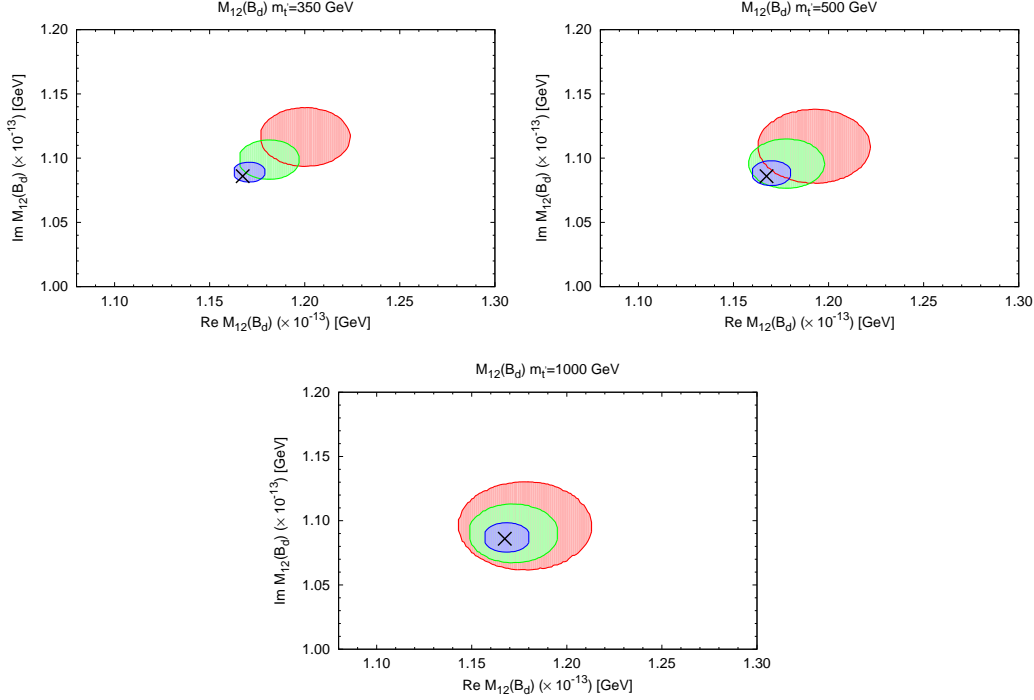 M12(Bd) mt'=350 GeV
Im M12(Bd) (× 10-13) [GeV]
1.20
1.15
1.10
1.05
1.00
1.10 1.15 1.20 1.25 1.30
Re M12(Bd) (× 10-13) [GeV]
M12(Bd) mt'=500 GeV
Im M12(Bd) (× 10-13) [GeV]
1.20
1.15
1.10
1.05
1.00
1.10 1.15 1.20 1.25 1.30
Re M12(Bd) (× 10-13) [GeV]
M12(Bd) mt'=1000 GeV
Im M12(Bd) (× 10-13) [GeV]
1.20
1.15
1.10
1.05
1.00
1.10 1.15 1.20 1.25 1.30
Re M12(Bd) (× 10-13) [GeV]